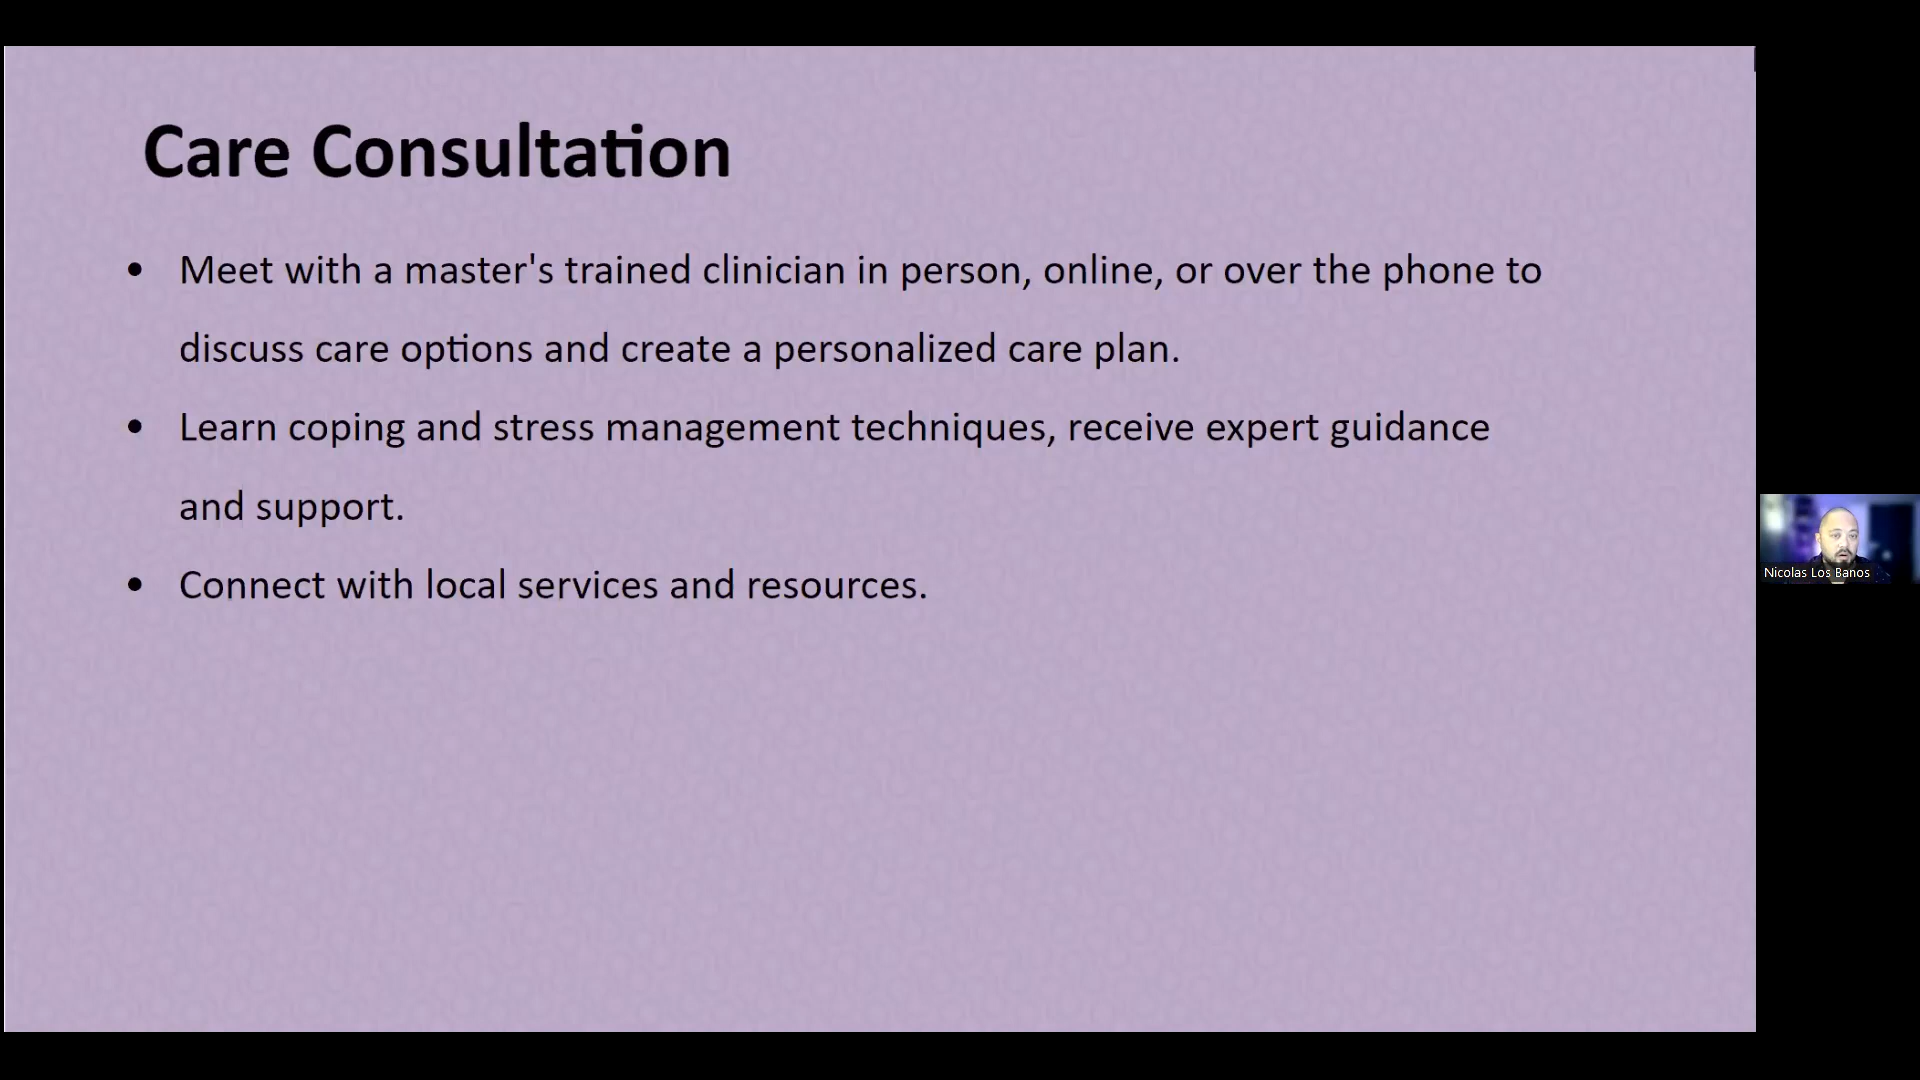 Care Consultation
• Meet with a master's trained clinician in person, online, or over the phone to
discuss care options and create a personalized care plan.
• Learn coping and stress management techniques, receive expert guidance
and support.
• Connect with local services and resources.
Nicolas Los Banos